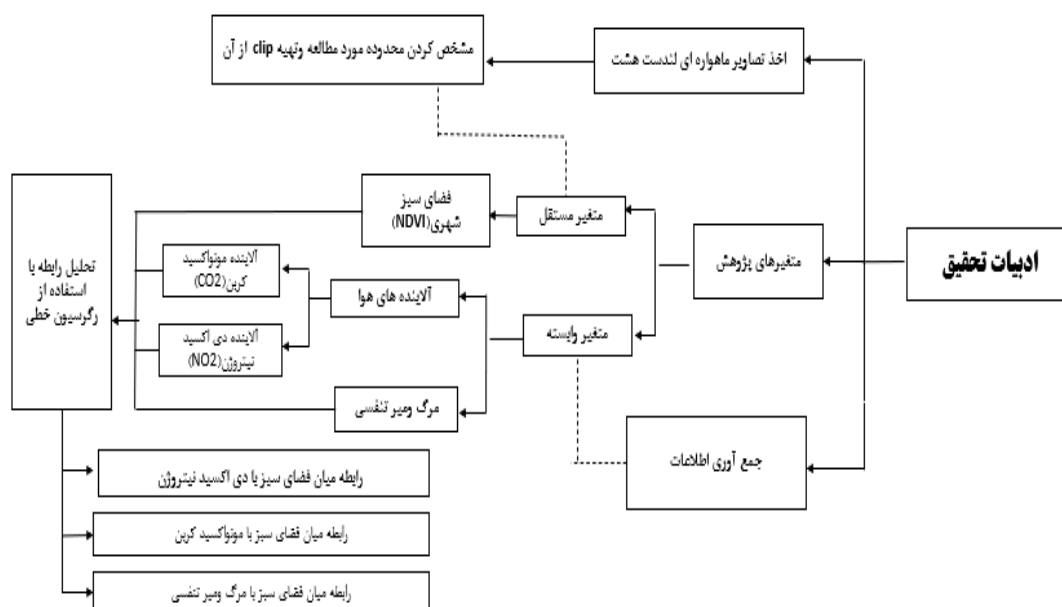 ادبیات تحقیق
اخذ تصاویر ماهواره ای لندست هشت
مشخص کردن محدوده مورد مطالعه وتهیه clip از آن
متغیرهای پژوهش
متغیر مستقل
فضای سبز
شهری(NDVI)
متغیر وابسته
آلاینده های هوا
آلاینده مونواکسید
کربن(CO2)
آلاینده دی اکسید
نیتروژن(NO2)
مرگ ومیر تنفسی
جمع آوری اطلاعات
تحلیل رابطه با
استفاده از
رگرسیون خطی
رابطه میان فضای سبز با دی اکسید نیتروژن
رابطه میان فضای سبز با مونواکسید کربن
رابطه میان فضای سبز با مرگ ومیر تنفسی